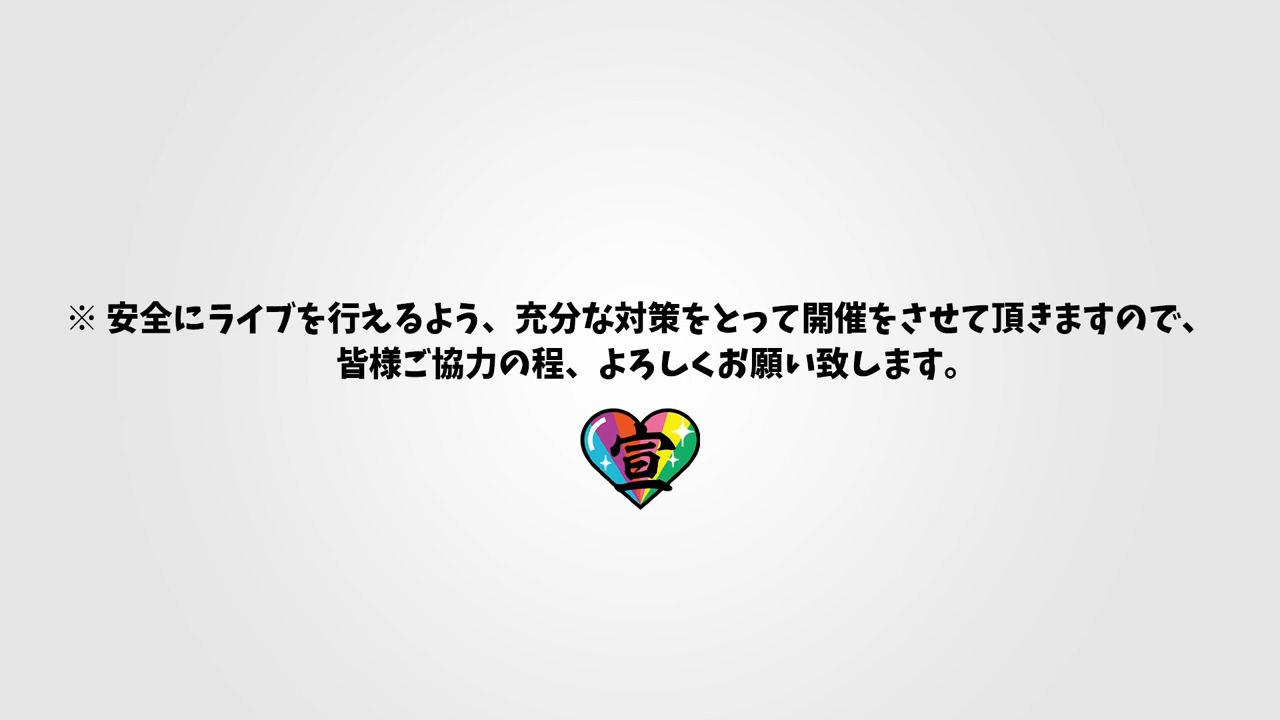 ※ 安全にライブを行えるよう、充分な対策をとって開催をさせて頂きますので、
皆様ご協力の程、よろしくお願い致します。
宣